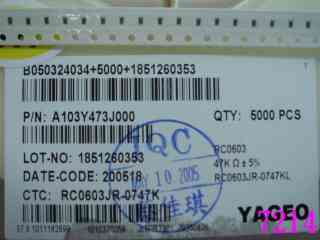 B050324034+5000+1851260353
P/N: A103Y473J000
QTY: 5000 PCS
IQC
LOT-NO: 1851260353
RC0603
47K Ω ± 5%
DATE-CODE: 200518
10 2005
RC0603JR-0747KL
CTC: RC0603JR-0747K
YAGEO
1214